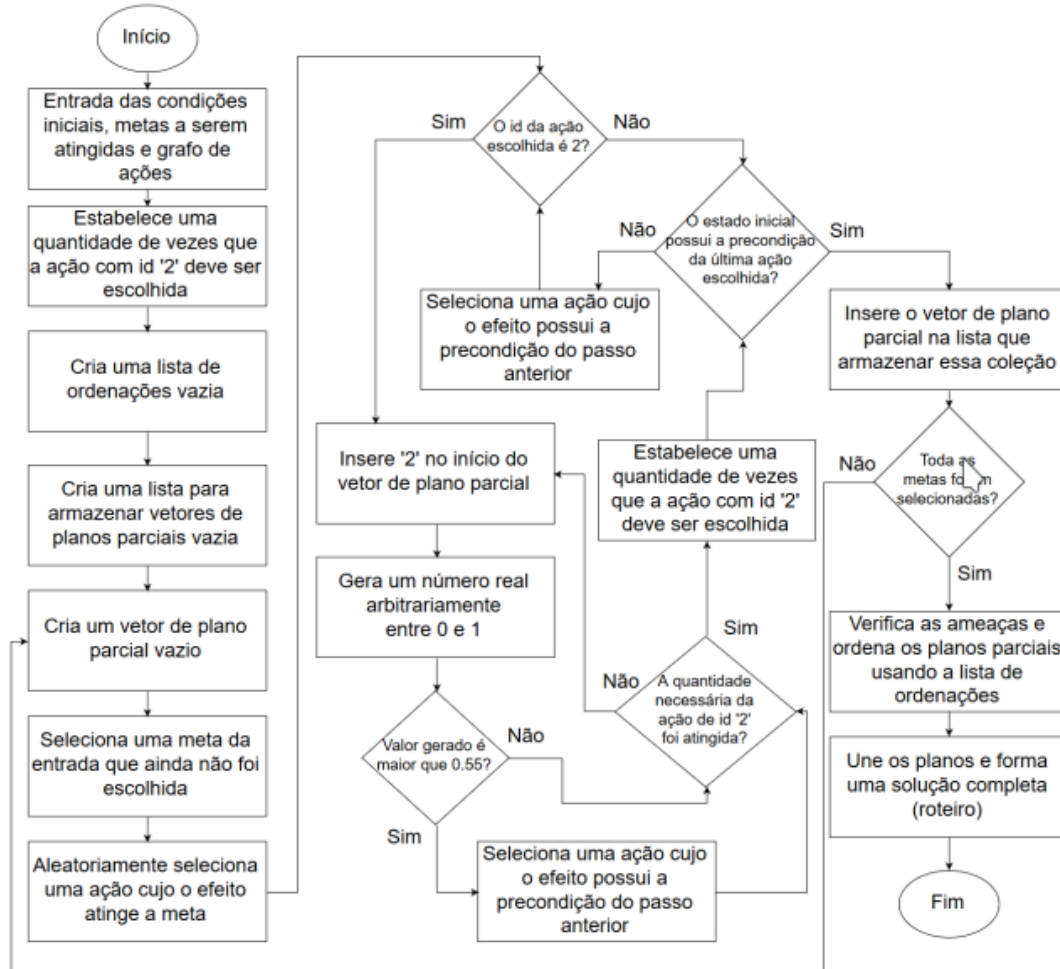 Início
Entrada das condições
iniciais, metas a serem
atingidas e grafo de
ações
Estabelece uma
quantidade de vezes que
a ação com id '2' deve ser
escolhida
Cria uma lista de
ordenações vazia
Cria uma lista para
armazenar vetores de
planos parciais vazia
Cria um vetor de plano
parcial vazio
Seleciona uma meta da
entrada que ainda não foi
escolhida
Aleatoriamente seleciona
uma ação cujo o efeito
atinge a meta
O id da ação
escolhida é 2?
Sim
Não
O estado inicial
possui a precondição
da última ação
escolhida?
Não
Sim
Seleciona uma ação cujo
o efeito possui a
precondição do passo
anterior
Insere '2' no início do
vetor de plano parcial
Gera um número real
arbitrariamente
entre 0 e 1
Valor gerado é
maior que 0.55?
Não
Sim
Seleciona uma ação cujo
o efeito possui a
precondição do passo
anterior
A quantidade
necessária da
ação de id '2'
foi atingida?
Não
Sim
Estabelece uma
quantidade de vezes
que a ação com id '2'
deve ser escolhida
Insere o vetor de plano
parcial na lista que
armazenar essa coleção
Toda
metas
selecionadas?
Não
Sim
Verifica as ameaças e
ordena os planos parciais
usando a lista de
ordenações
Une os planos e forma
uma solução completa
(roteiro)
Fim